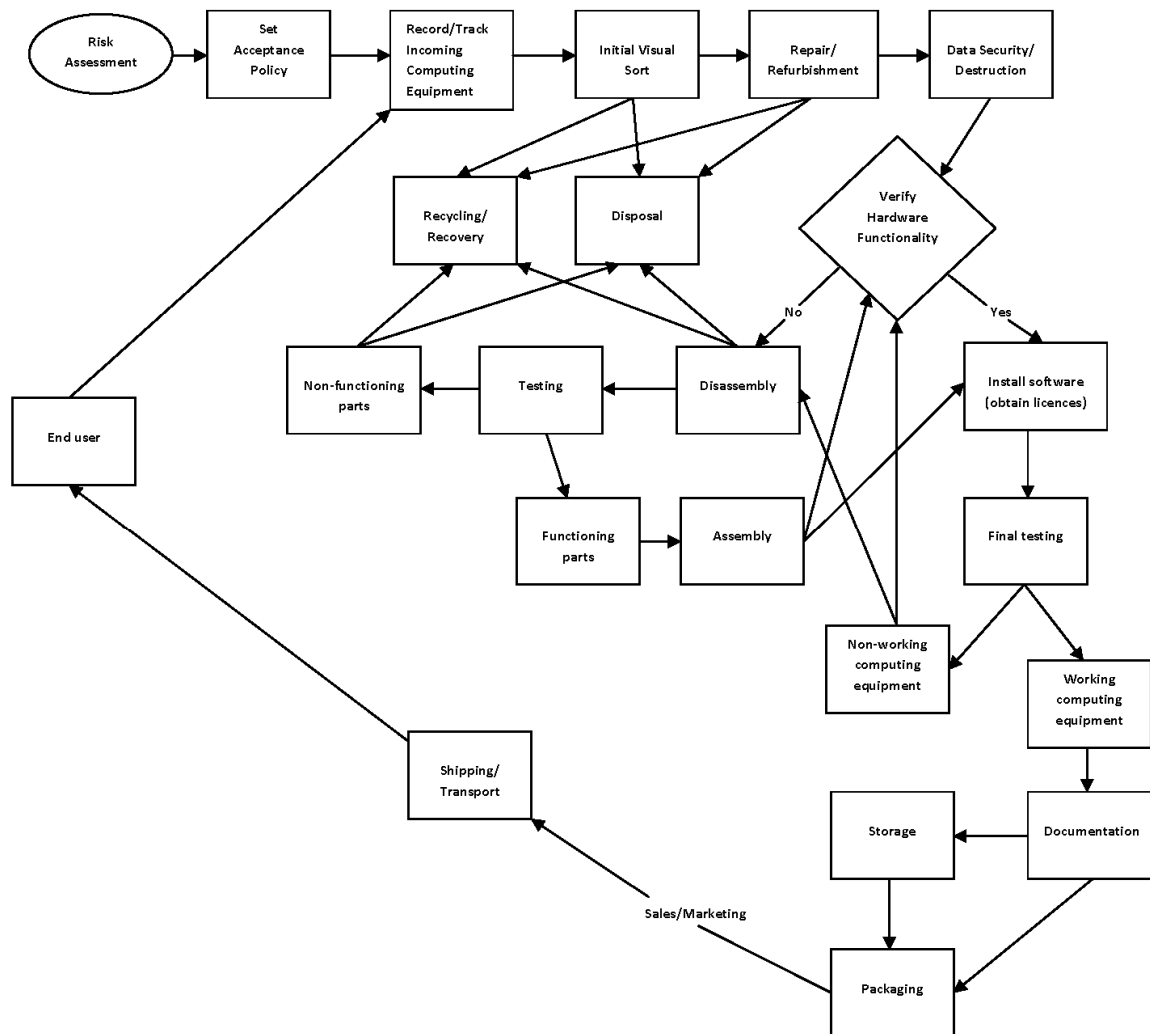 Risk
Assessment
Set
Acceptance
Policy
Record/Track
Incoming
Computing
Equipment
Initial Visual
Sort
Repair/
Refurbishment
Data Security/
Destruction
Recycling/
Recovery
Disposal
Verify
Hardware
Functionality
No
Yes
Non-functioning
parts
Testing
Disassembly
Install software
(obtain licences)
End user
Functioning
parts
Assembly
Final testing
Non-working
computing
equipment
Working
computing
equipment
Shipping/
Transport
Storage
Documentation
Sales/Marketing
Packaging